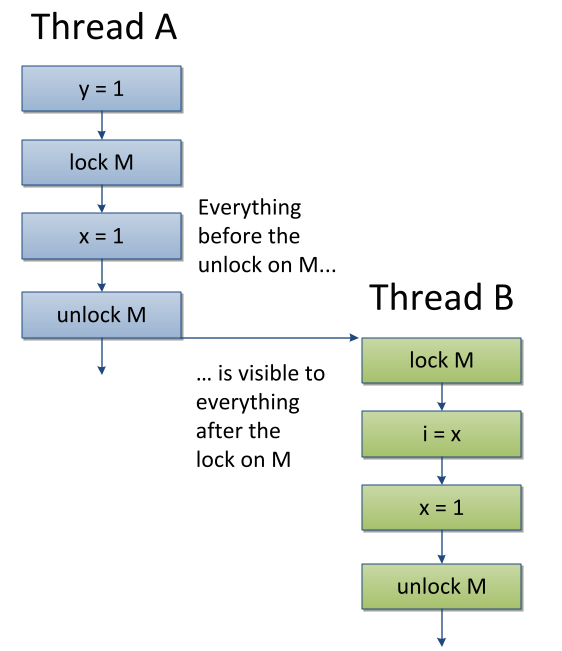 Thread A
y = 1
lock M
x = 1
unlock M
Everything
before the
unlock on M...
Thread B
... is visible to
everything
after the
lock on M
lock M
i = x
x = 1
unlock M